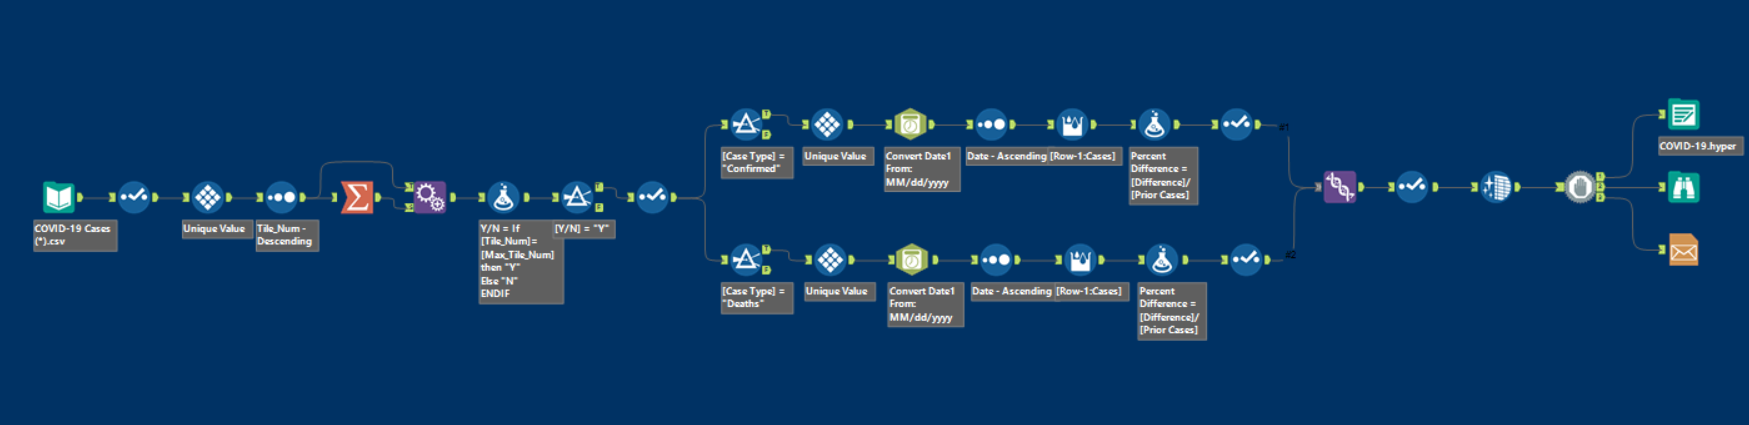 COVID-19 Cases
(*).csv
Unique Value
Tile_Num -
Descending
Y/N = If
[Tile_Num]=
[Max_Tile_Num]
then "Y"
Else "N"
ENDIF
[Y/N] = "Y"
[Case Type] =
"Confirmed"
Unique Value
Convert Date1
From:
MM/dd/yyyy
Date - Ascending
[Row-1:Cases]
Percent
Difference =
[Difference]/
[Prior Cases]
#1
[Case Type] =
"Deaths"
Unique Value
Convert Date1
From:
MM/dd/yyyy
Date - Ascending
[Row-1:Cases]
Percent
Difference =
[Difference]/
[Prior Cases]
#2
COVID-19.hyper